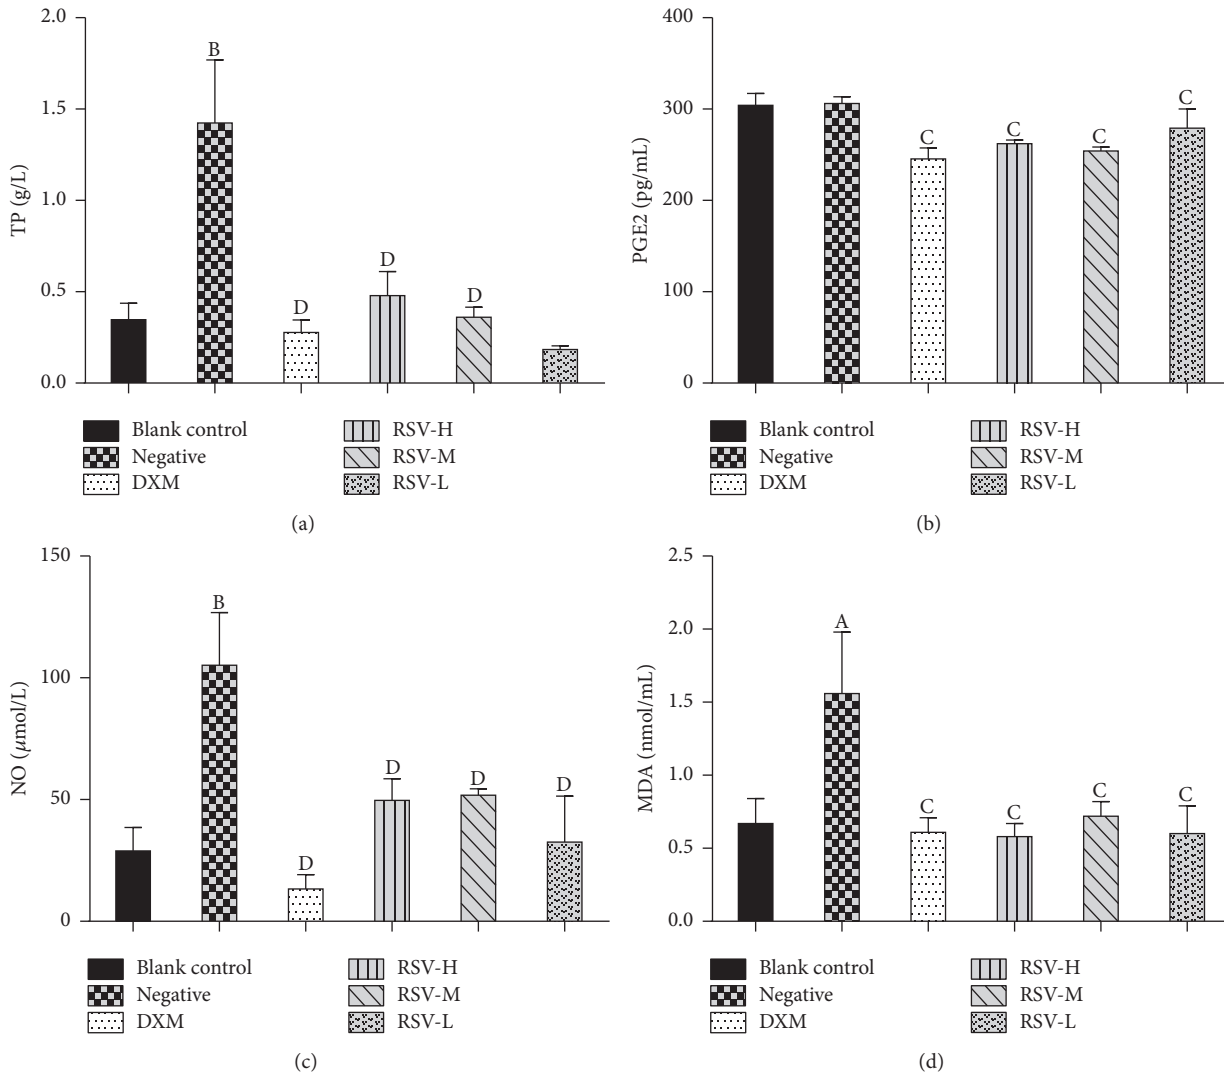 2.0
1.5
1.0
0.5
0.0
TP (g/L)
B
D
D
D
Blank control
Negative
DXM
RSV-H
RSV-M
RSV-L
(a)
400
300
200
100
0
PGE2 (pg/mL)
C
C
C
C
Blank control
Negative
DXM
RSV-H
RSV-M
RSV-L
(b)
150
100
50
0
NO (μmol/L)
B
D
D
D
D
Blank control
Negative
DXM
RSV-H
RSV-M
RSV-L
(c)
2.5
2.0
1.5
1.0
0.5
0.0
MDA (nmol/mL)
A
C
C
C
C
Blank control
Negative
DXM
RSV-H
RSV-M
RSV-L
(d)